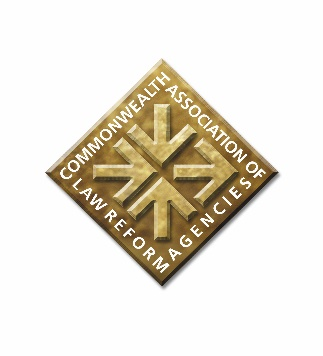 COMMONWEALTH
ASSOCIATION OF
LAW REFORM
AGENCIES